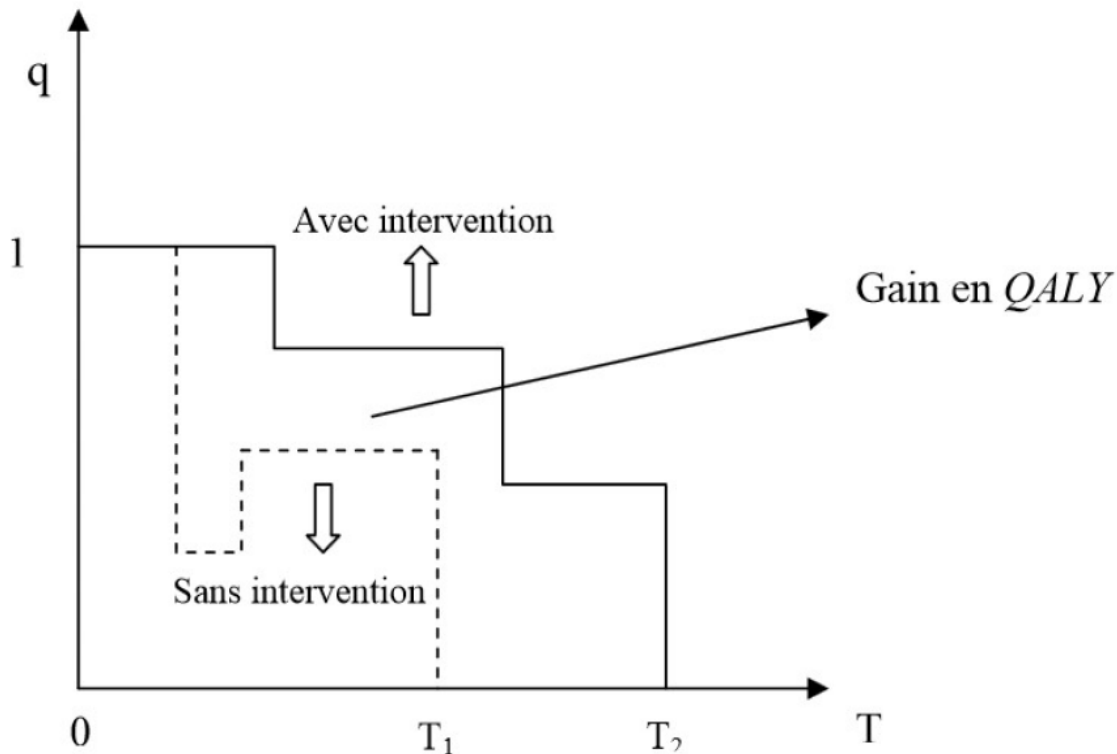 q
Avec intervention
1
Gain en QALY
Sans intervention
0
T₁
T₂
T